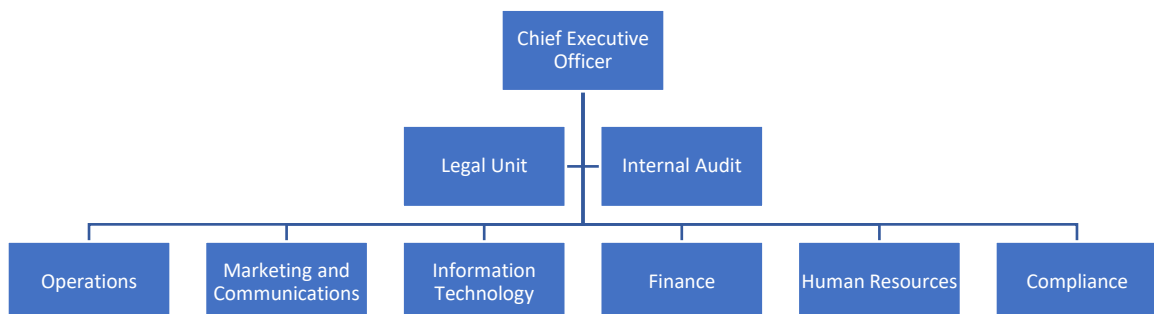 Chief Executive
Officer
Legal Unit
Internal Audit
Operations
Marketing and
Communications
Information
Technology
Finance
Human Resources
Compliance